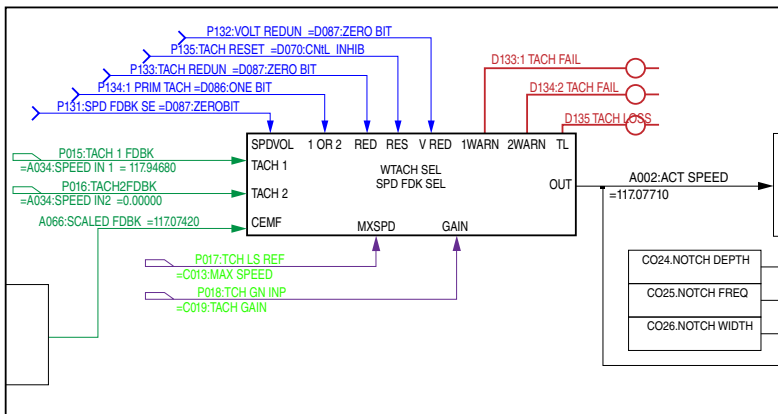 P132:VOLT REDUN =D087:ZERO BIT
P135:TACH RESET =D070:CNtL INHIB
P133:TACH REDUN =D087:ZERO BIT
P134:1 PRIM TACH =D086:ONE BIT
P131:SPD FDBK SE =D087:ZEROBIT
D133:1 TACH FAIL
D134:2 TACH FAIL
D135 TACH LOSS
SPDVOL 1 OR 2 RED RES V RED 1WARN 2WARN TL
P015:TACH 1 FDBK
TACH 1
=A034:SPEED IN 1 = 117.94680
WTACH SEL
SPD FDK SEL
P016:TACH2FDBK
TACH 2
=A034:SPEED IN2 =0.00000
OUT
A002:ACT SPEED
=117.07710
A066:SCALED FDBK =117.07420
CEMF
MXSPD GAIN
P017:TCH LS REF
=C013:MAX SPEED
P018:TCH GN INP
=C019:TACH GAIN
CO24.NOTCH DEPTH
CO25.NOTCH FREQ
CO26.NOTCH WIDTH